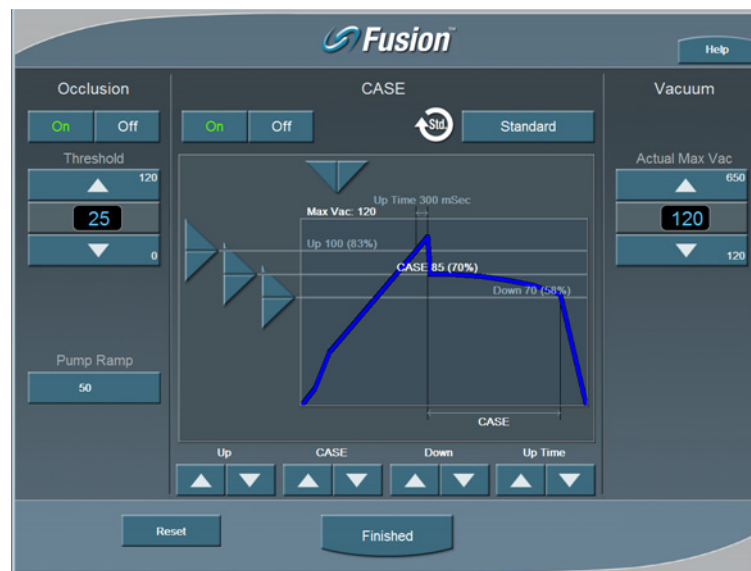 Fusion™
Help
Occlusion
CASE
Vacuum
On Off
On Off
Std.
Standard
Threshold
120
25
0
Actual Max Vac
650
120
120
Up Time 300 mSec
Max Vac: 120
Up 100 (83%)
CASE 85 (70%)
Down 70 (58%)
CASE
Pump Ramp
50
Up CASE Down Up Time
Reset
Finished